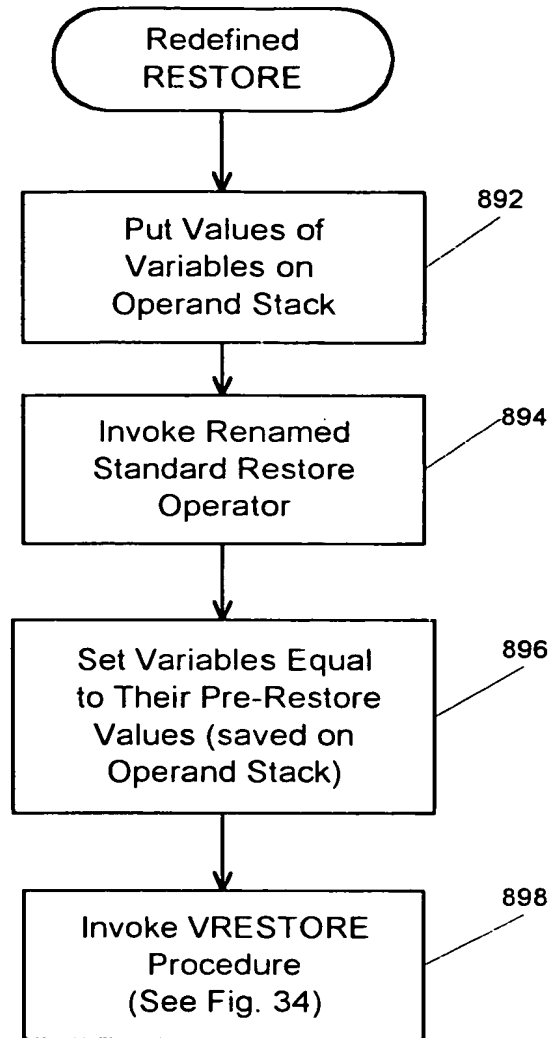 Redefined
RESTORE
892
Put Values of
Variables on
Operand Stack
894
Invoke Renamed
Standard Restore
Operator
896
Set Variables Equal
to Their Pre-Restore
Values (saved on
Operand Stack)
898
Invoke VRESTORE
Procedure
(See Fig. 34)